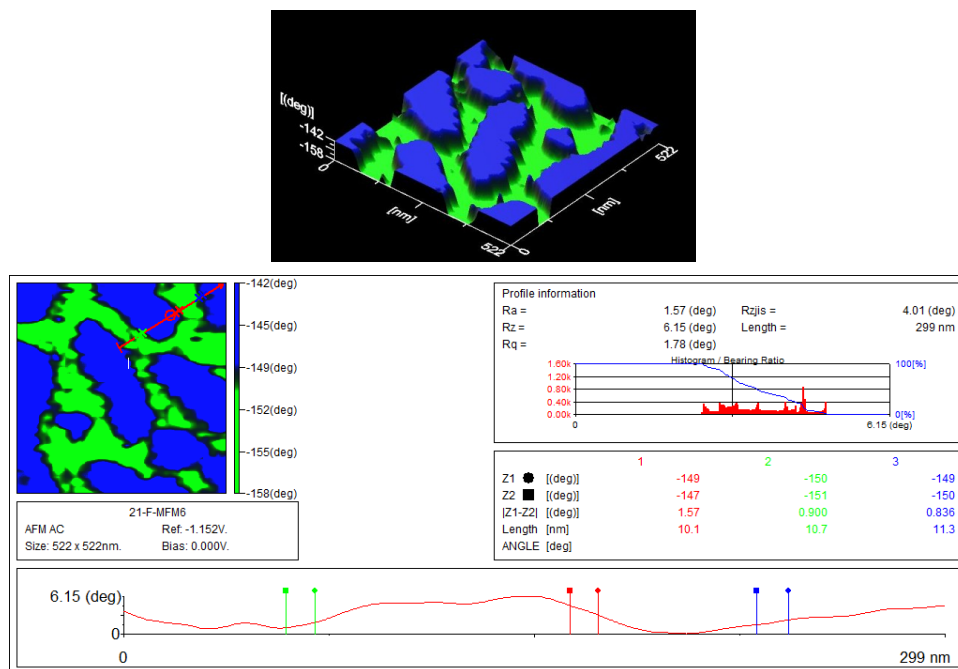 [(deg)]
-142
-158
0
[nm]
522
0
[nm]
522
-142(deg)
-145(deg)
-149(deg)
-152(deg)
-155(deg)
-158(deg)
21-F-MFM6
AFM AC Ref: -1.152V.
Size: 522 x 522nm. Bias: 0.000V.
Profile information
Ra = 1.57 (deg) Rzjis = 4.01 (deg)
Rz = 6.15 (deg) Length = 299 nm
Rq = 1.78 (deg)
Histogram / Bearing Ratio
1.60k 100[%]
1.20k
0.80k
0.40k
0.00k 0[%]
0 6.15 (deg)
1 2 3
Z1 [(deg)] -149 -150 -149
Z2 [(deg)] -147 -151 -150
|Z1-Z2| [(deg)] 1.57 0.900 0.836
Length [nm] 10.1 10.7 11.3
ANGLE [deg]
6.15 (deg)
0
0 299 nm